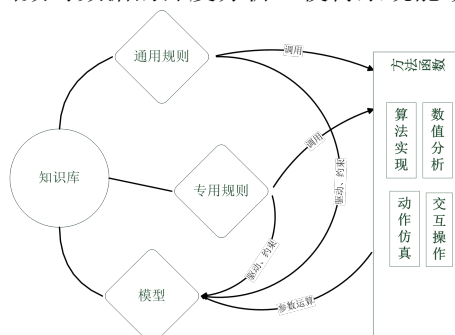 通用规则
调用
方法函数
知识库
专用规则
调用
驱动、约束
算法实现
数值分析
动作仿真
交互操作
驱动、约束
模型
参数运算